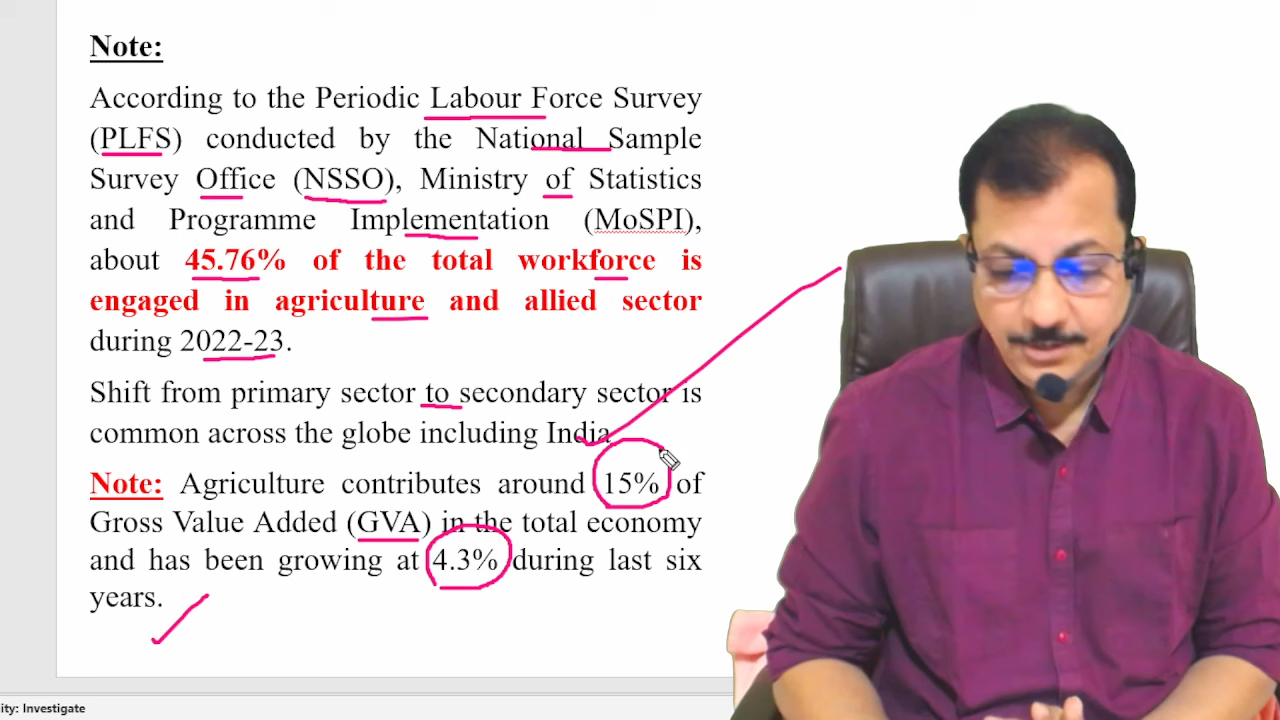 Note:
According to the Periodic Labour Force Survey
(PLFS) conducted by the National Sample
Survey Office (NSSO), Ministry of Statistics
and Programme Implementation (MoSPI),
about 45.76% of the total workforce is
engaged in agriculture and allied sector
during 2022-23.
Shift from primary sector to secondary sector is
common across the globe including India.
Note: Agriculture contributes around 15% of
Gross Value Added (GVA) in the total economy
and has been growing at 4.3% during last six
years.
ity: Investigate